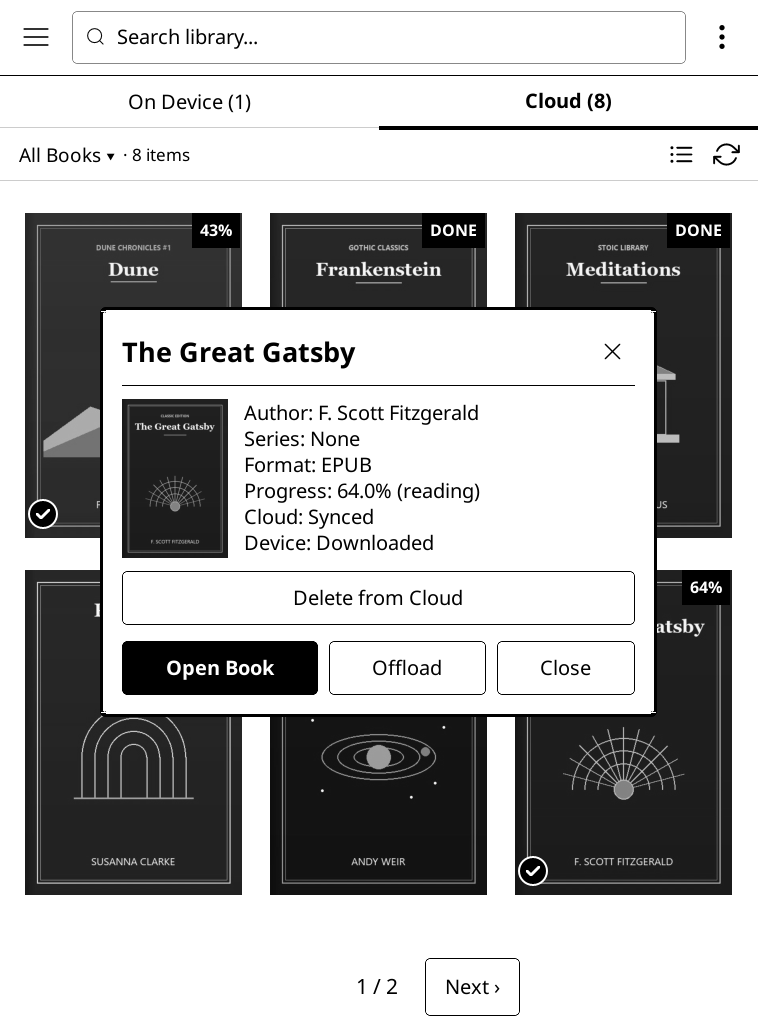 Search library...
On Device (1)
Cloud (8)
All Books ▾ · 8 items
43%
DUNE CHRONICLES #1
Dune
DONE
GOTHIC CLASSICS
Frankenstein
DONE
STOIC LIBRARY
Meditations
The Great Gatsby
CLASSIC EDITION
The Great Gatsby
F. SCOTT FITZGERALD
Author: F. Scott Fitzgerald
Series: None
Format: EPUB
Progress: 64.0% (reading)
Cloud: Synced
Device: Downloaded
Delete from Cloud
Open Book
Offload
Close
64%
SUSANNA CLARKE
ANDY WEIR
F. SCOTT FITZGERALD
1 / 2
Next ›